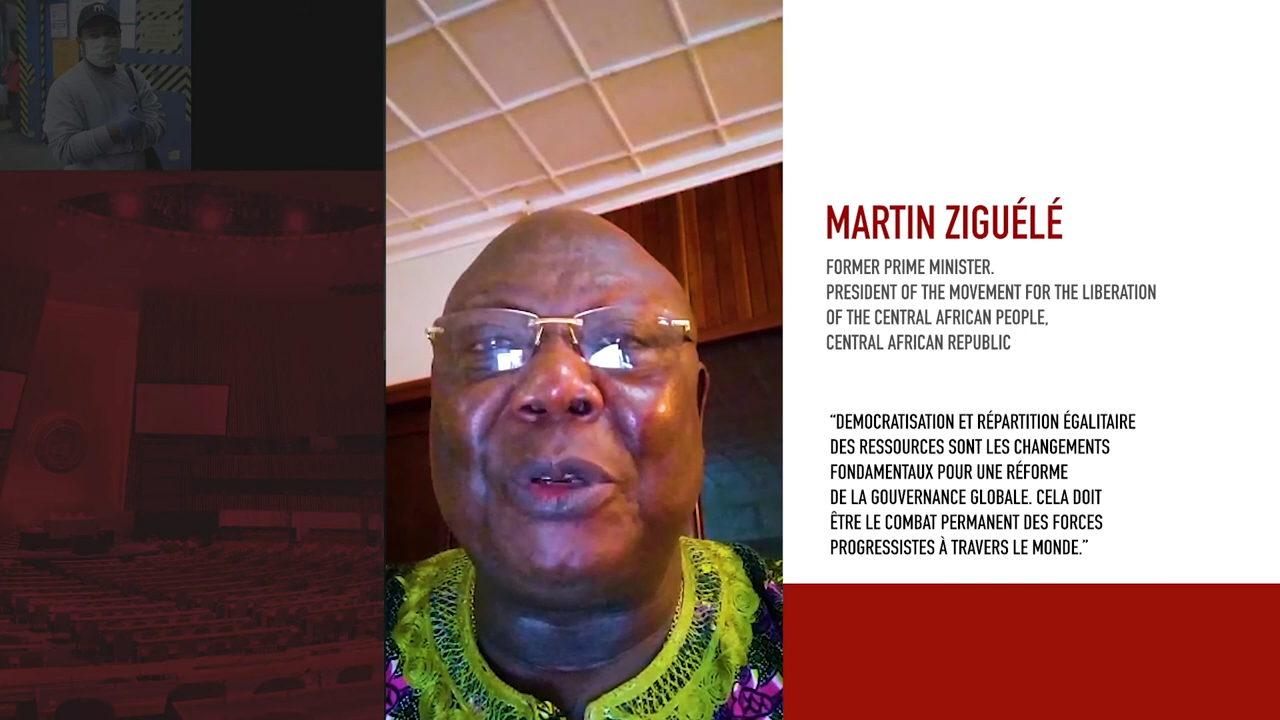 MARTIN ZIGUÉLÉ
FORMER PRIME MINISTER.
PRESIDENT OF THE MOVEMENT FOR THE LIBERATION
OF THE CENTRAL AFRICAN PEOPLE,
CENTRAL AFRICAN REPUBLIC
“DEMOCRATISATION ET RÉPARTITION ÉGALITAIRE
DES RESSOURCES SONT LES CHANGEMENTS
FONDAMENTAUX POUR UNE RÉFORME
DE LA GOUVERNANCE GLOBALE. CELA DOIT
ÊTRE LE COMBAT PERMANENT DES FORCES
PROGRESSISTES À TRAVERS LE MONDE.”